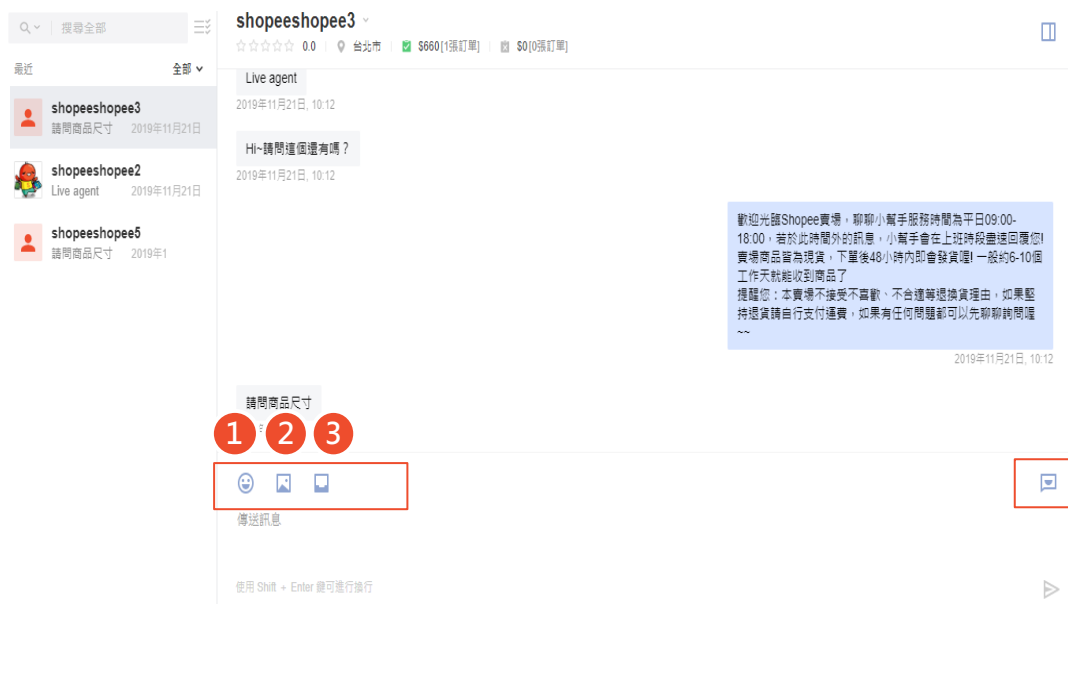 搜尋全部
最近
全部
shopeeshopee3
請問商品尺寸 2019年11月21日
shopeeshopee2
Live agent 2019年11月21日
shopeeshopee5
請問商品尺寸 2019年1
shopeeshopee3
0.0 台北市 $660[1張訂單] $0[0張訂單]
Live agent
2019年11月21日, 10:12
Hi~請問這個還有嗎？
2019年11月21日, 10:12
歡迎光臨Shopee賣場，聊聊小幫手服務時間為平日09:00-
18:00，若於此時間外的訊息，小幫手會在上班時段盡速回覆您!
賣場商品皆為現貨，下單後48小時內即會發貨喔! 一般約6-10個
工作天就能收到商品了
提醒您：本賣場不接受不喜歡、不合適等退換貨理由，如果堅
持退貨請自行支付運費，如果有任何問題都可以先聊聊詢問喔
~~
2019年11月21日, 10:12
請問商品尺寸
1 2 3
傳送訊息
使用 Shift + Enter 鍵可進行換行